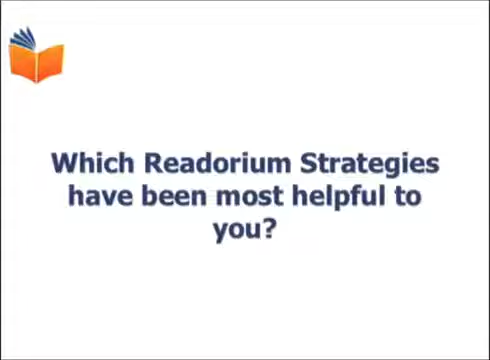 Which Readorium Strategies
have been most helpful to
you?